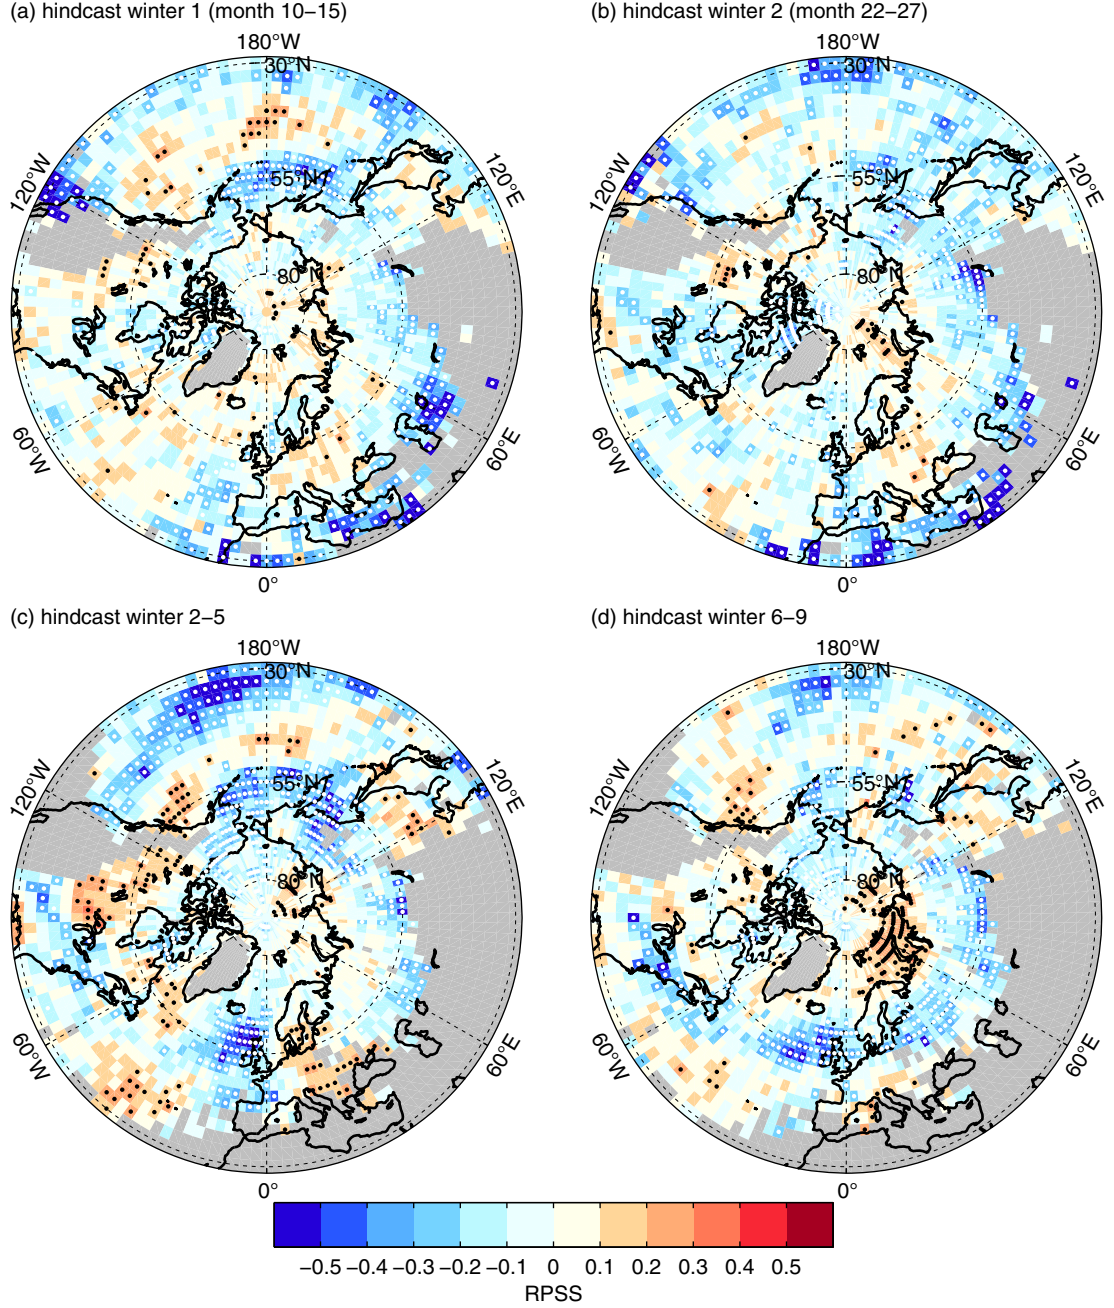 (a) hindcast winter 1 (month 10−15)
180°W
30°N
55°N
80°N
120°W
120°E
60°W
60°E
0°
(b) hindcast winter 2 (month 22−27)
180°W
30°N
55°N
80°N
120°W
120°E
60°W
60°E
0°
(c) hindcast winter 2−5
180°W
30°N
55°N
80°N
120°W
120°E
60°W
60°E
0°
(d) hindcast winter 6−9
180°W
30°N
55°N
80°N
120°W
120°E
60°W
60°E
0°
−0.5 −0.4 −0.3 −0.2 −0.1 0 0.1 0.2 0.3 0.4 0.5
RPSS